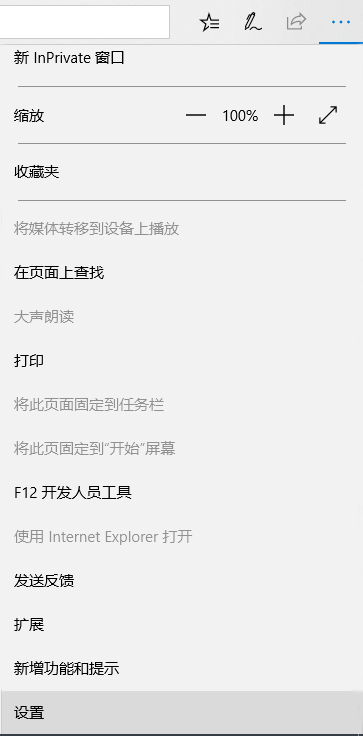 新 InPrivate 窗口
缩放 100%
收藏夹
将媒体转移到设备上播放
在页面上查找
大声朗读
打印
将此页面固定到任务栏
将此页固定到“开始”屏幕
F12 开发人员工具
使用 Internet Explorer 打开
发送反馈
扩展
新增功能和提示
设置